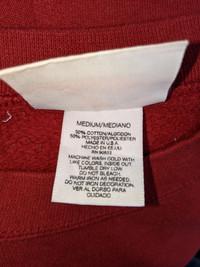 MEDIUM/MEDIANO
50% COTTON/ALGODON
50% POLYESTER/POLIESTER
MADE IN U.S.A.
HECHO EN EE.UU.
RN
MACHINE WASH COLD WITH
LIKE COLORS. INSIDE OUT.
TUMBLE DRY LOW.
DO NOT BLEACH.
WARM IRON AS NEEDED.
DO NOT IRON DECORATION.
VER AL DORSO PARA
CUIDADO